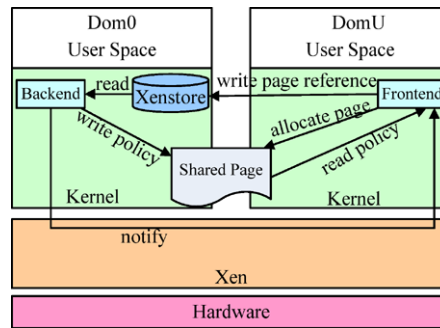 Dom0
User Space
DomU
User Space
read
write page reference
Backend
Xenstore
Frontend
allocate page
write policy
read policy
Shared Page
Kernel
Kernel
notify
Xen
Hardware